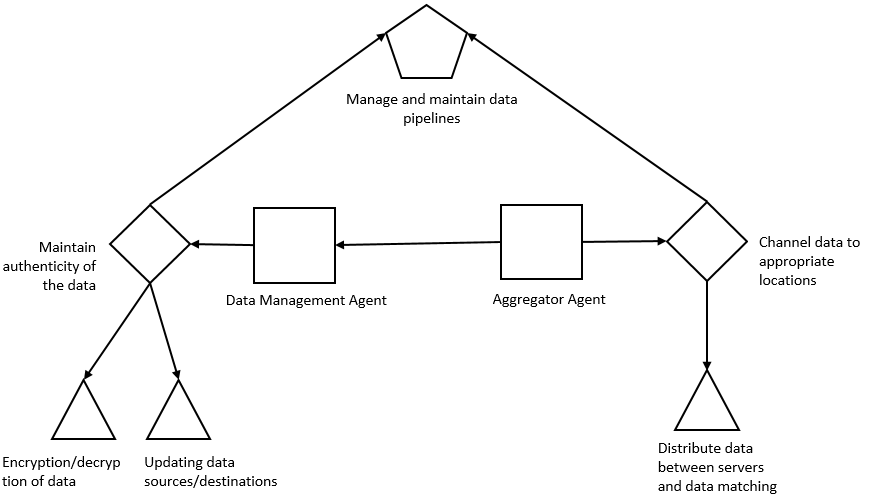 Manage and maintain data
pipelines
Maintain
authenticity of
the data
Data Management Agent
Aggregator Agent
Channel data to
appropriate
locations
Encryption/decryp
tion of data
Updating data
sources/destinations
Distribute data
between servers
and data matching